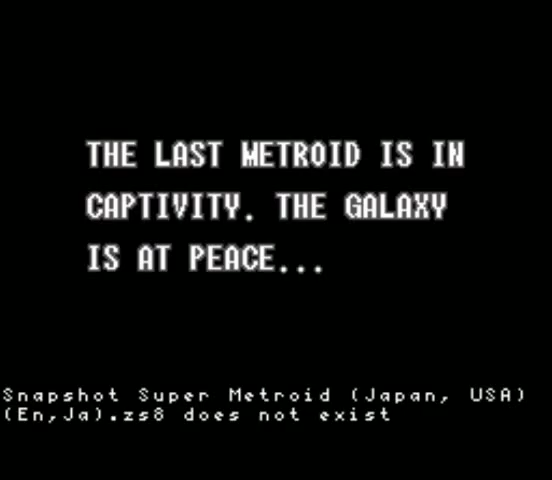 THE LAST METROID IS IN
CAPTIVITY. THE GALAXY
IS AT PEACE...
Snapshot Super Metroid (Japan, USA)
(En,Ja).zs8 does not exist